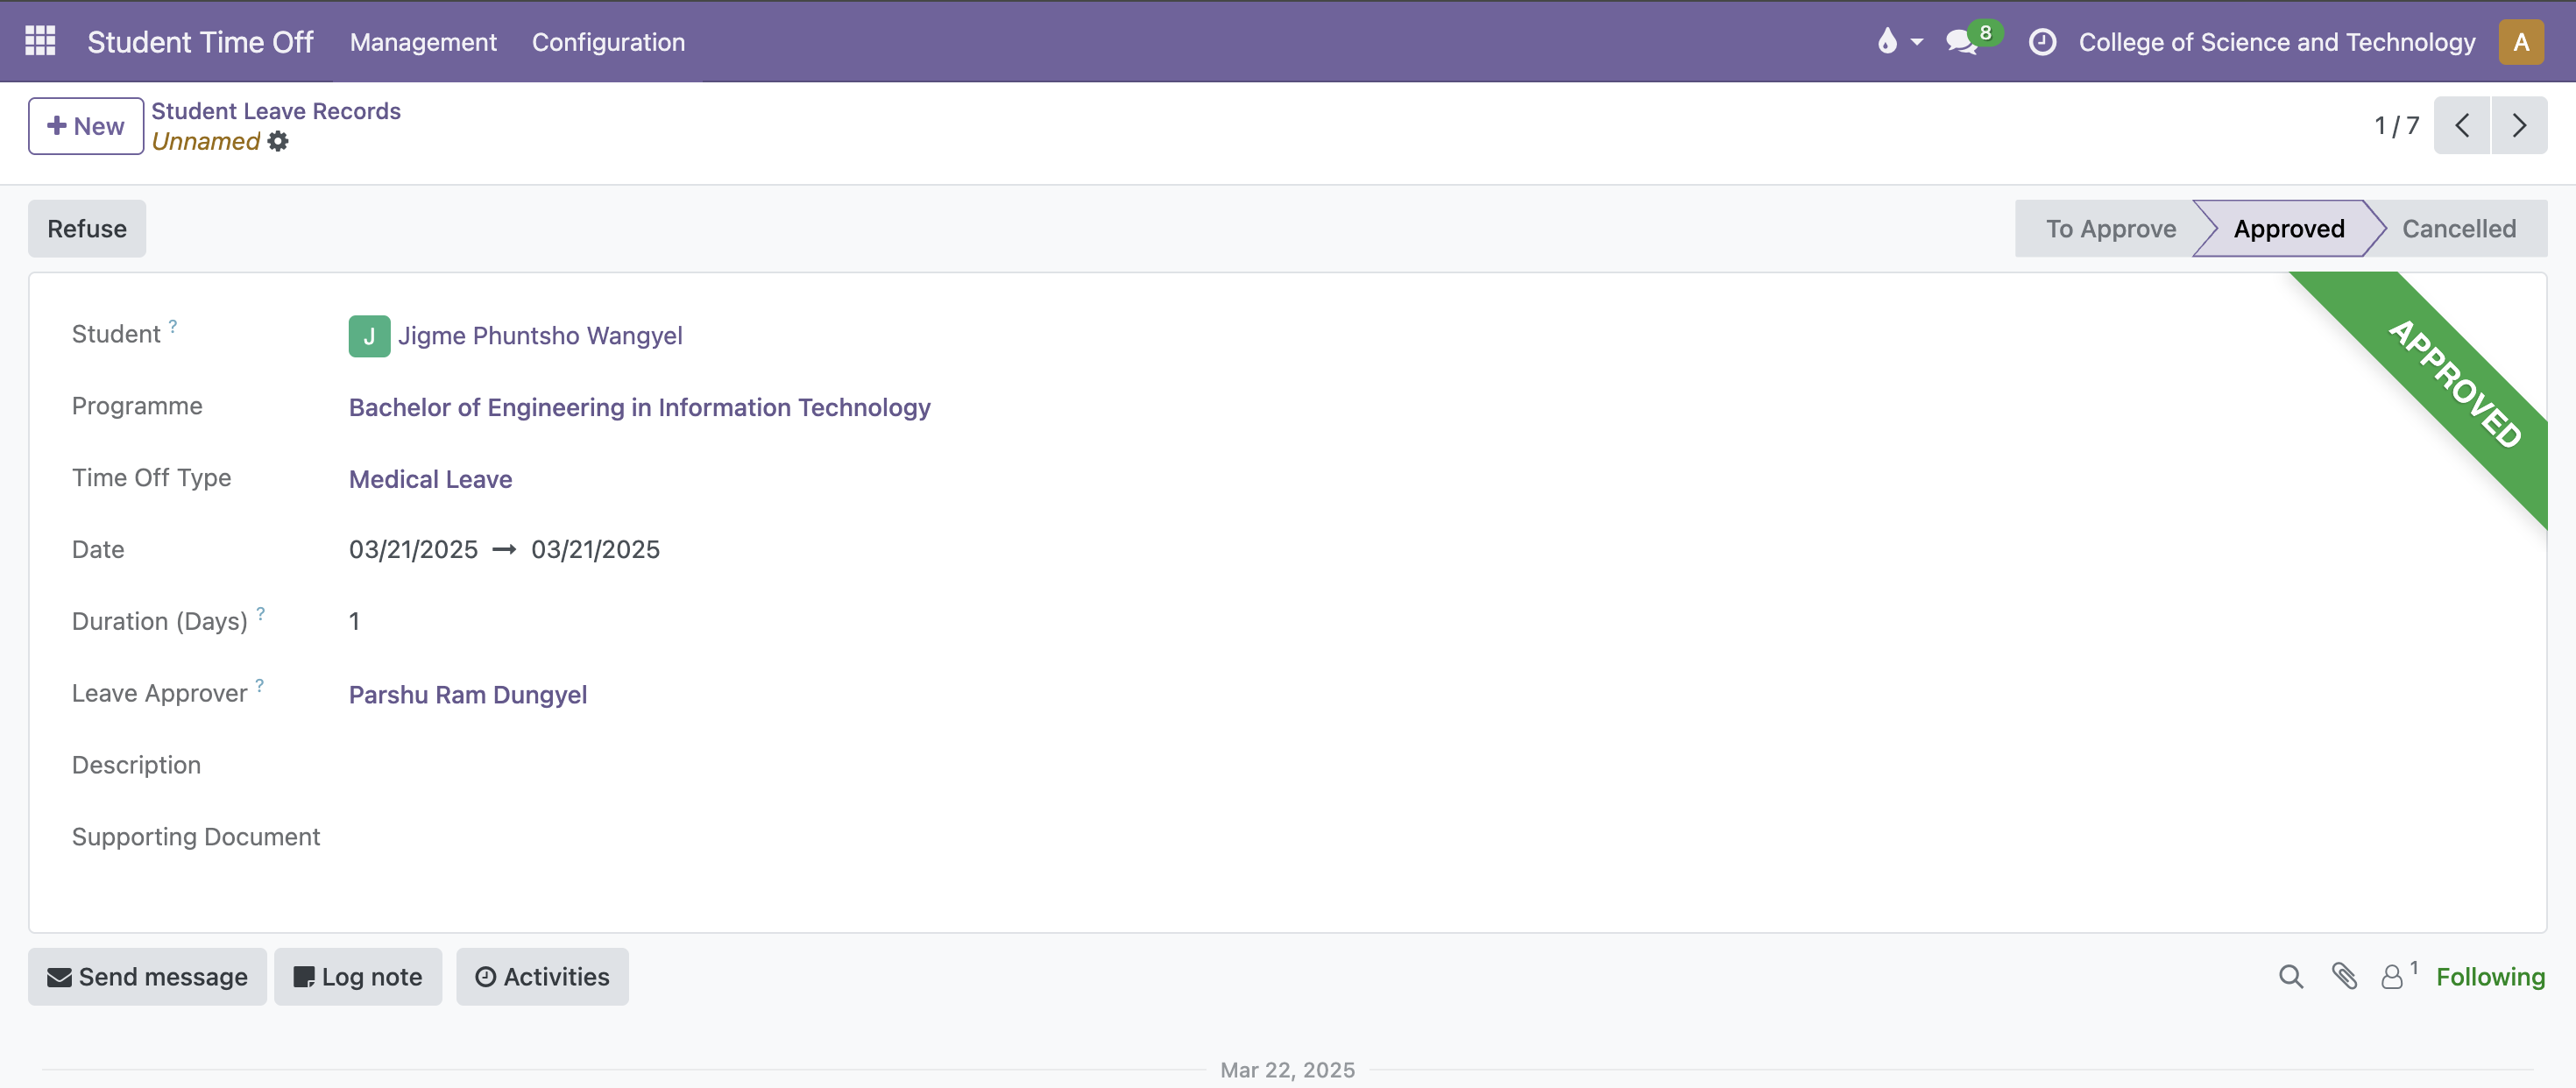 Student Time Off Management Configuration 8 College of Science and Technology A
New Student Leave Records
Unnamed
1 / 7
Refuse To Approve Approved Cancelled
APPROVED
Student ? J Jigme Phuntsho Wangyel
Programme Bachelor of Engineering in Information Technology
Time Off Type Medical Leave
Date 03/21/2025 → 03/21/2025
Duration (Days) ? 1
Leave Approver ? Parshu Ram Dungyel
Description
Supporting Document
Send message Log note Activities 1 Following
Mar 22, 2025